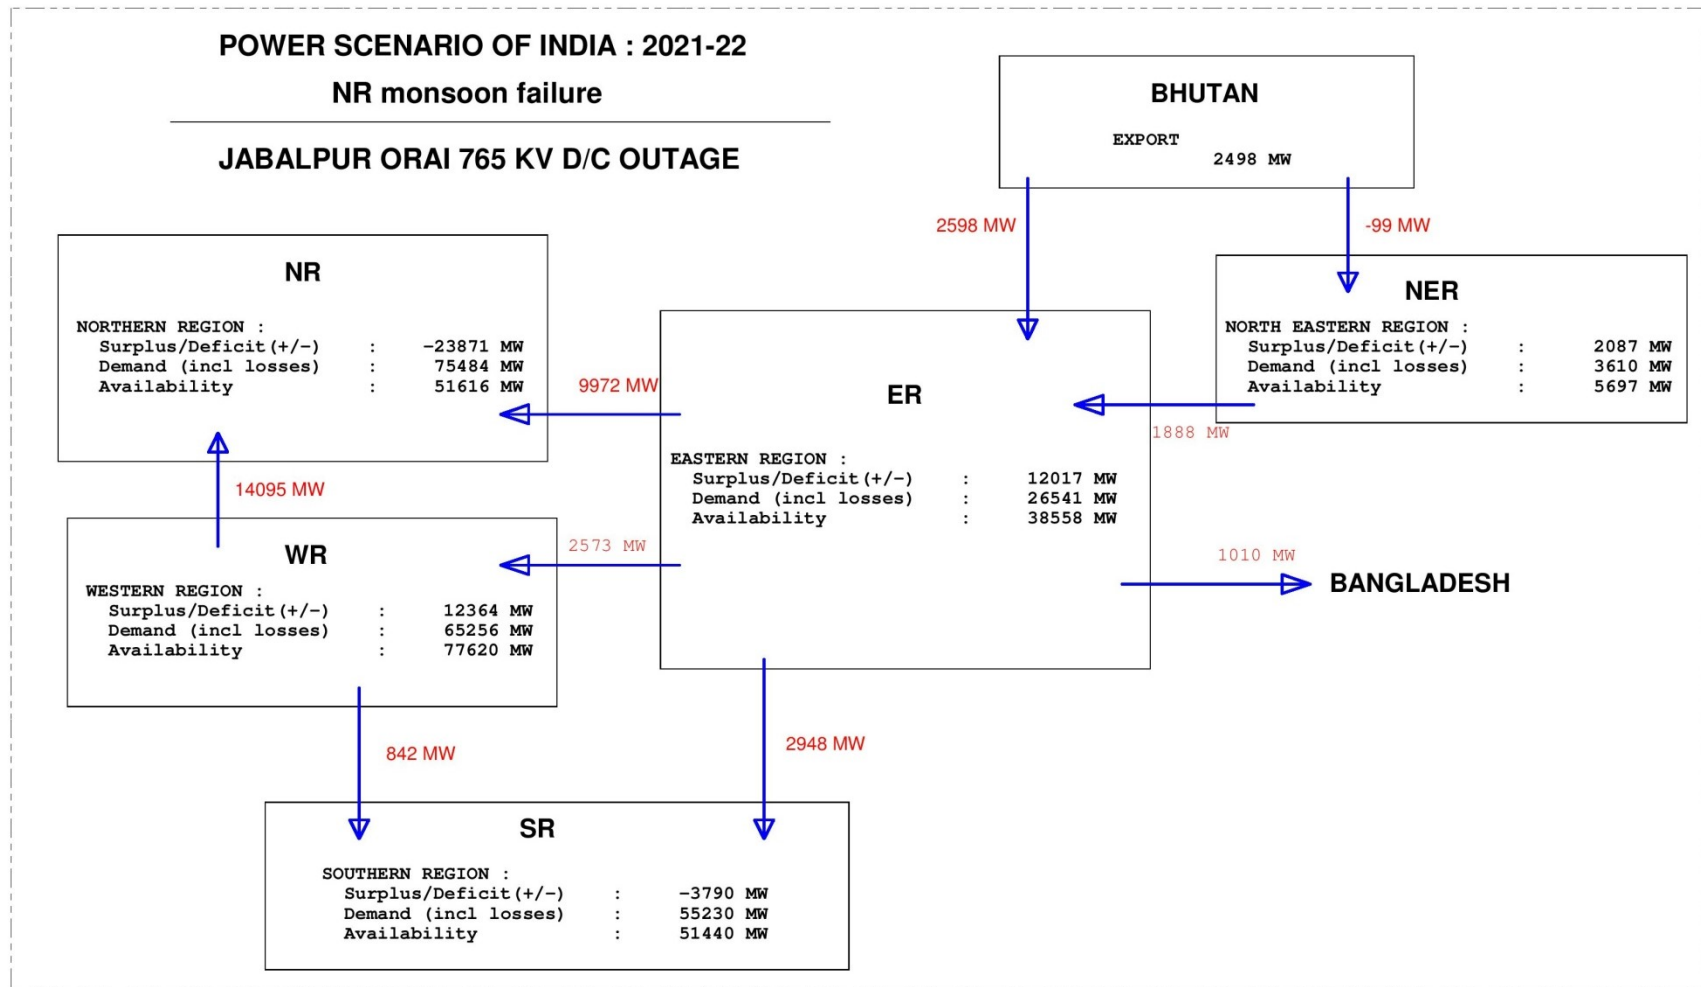 POWER SCENARIO OF INDIA : 2021-22
NR monsoon failure
JABALPUR ORAI 765 KV D/C OUTAGE
BHUTAN
EXPORT
2498 MW
2598 MW
-99 MW
NR
NORTHERN REGION :
Surplus/Deficit(+/-) : -23871 MW
Demand (incl losses) : 75484 MW
Availability : 51616 MW
9972 MW
14095 MW
NER
NORTH EASTERN REGION :
Surplus/Deficit(+/-) : 2087 MW
Demand (incl losses) : 3610 MW
Availability : 5697 MW
1888 MW
ER
EASTERN REGION :
Surplus/Deficit(+/-) : 12017 MW
Demand (incl losses) : 26541 MW
Availability : 38558 MW
WR
WESTERN REGION :
Surplus/Deficit(+/-) : 12364 MW
Demand (incl losses) : 65256 MW
Availability : 77620 MW
2573 MW
1010 MW
BANGLADESH
842 MW
2948 MW
SR
SOUTHERN REGION :
Surplus/Deficit(+/-) : -3790 MW
Demand (incl losses) : 55230 MW
Availability : 51440 MW